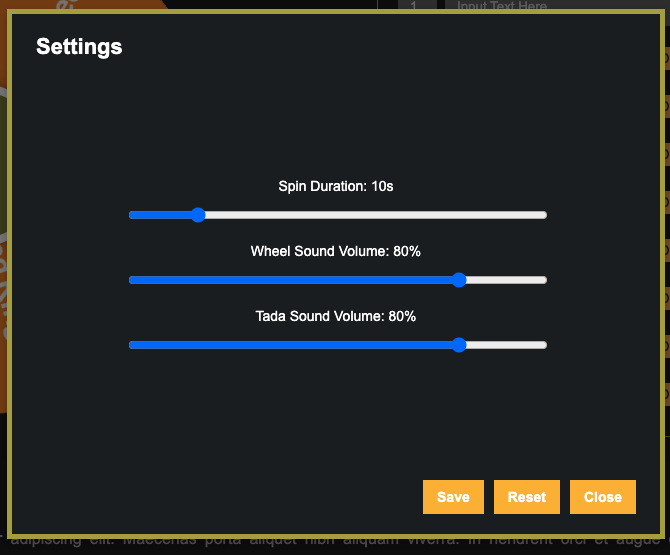 1 Input Text Here
Settings
Spin Duration: 10s
Wheel Sound Volume: 80%
Tada Sound Volume: 80%
Save Reset Close
adipiscing elit. Maecenas porta aliquet nibh aliquam viverra. In hendrerit orci et augue